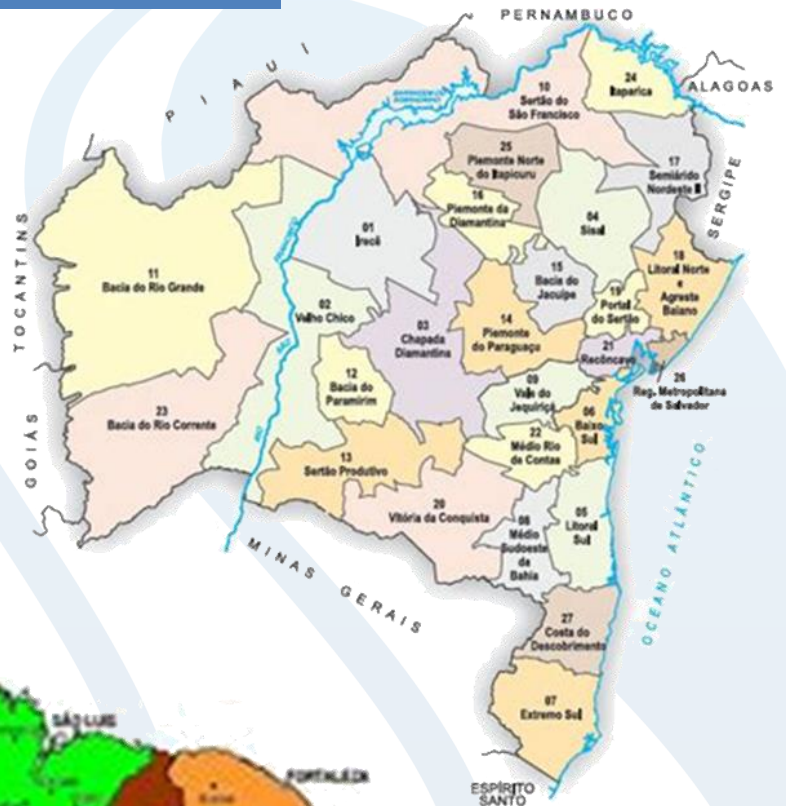 PERNAMBUCO
PIAUÍ
ALAGOAS
SERGIPE
TOCANTINS
GOIÁS
MINAS GERAIS
ESPÍRITO
SANTO
OCEANO ATLÂNTICO
RIO
SÃO
10
Sertão do
São Francisco
24
Itaparica
25
Piemonte Norte
do Itapicuru
17
Semiárido
Nordeste II
16
Piemonte da
Diamantina
04
Sisal
01
Irecê
11
Bacia do Rio Grande
18
Litoral Norte
e
Agreste
Baiano
15
Bacia do
Jacuípe
19
Portal
do Sertão
02
Velho Chico
03
Chapada
Diamantina
14
Piemonte
do Paraguaçu
21
Recôncavo
26
Reg. Metropolitana
de Salvador
12
Bacia do
Paramirim
09
Vale do
Jequiriçá
06
Baixo
Sul
23
Bacia do Rio Corrente
22
Médio Rio
de Contas
13
Sertão Produtivo
20
Vitória da Conquista
08
Médio
Sudoeste
da
Bahia
05
Litoral
Sul
27
Costa do
Descobrimento
07
Extremo Sul
SÃO LUIS
FORTALEZA